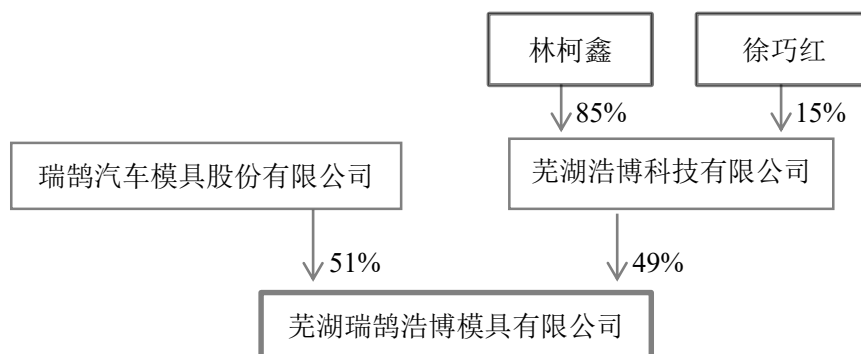 林柯鑫
徐巧红
85%
15%
瑞鹄汽车模具股份有限公司
芜湖浩博科技有限公司
51%
49%
芜湖瑞鹄浩博模具有限公司